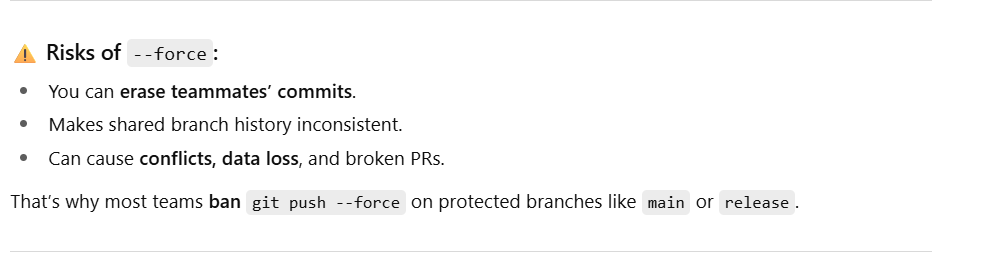 ⚠️ Risks of --force:
• You can erase teammates’ commits.
• Makes shared branch history inconsistent.
• Can cause conflicts, data loss, and broken PRs.
That’s why most teams ban git push --force on protected branches like main or release.